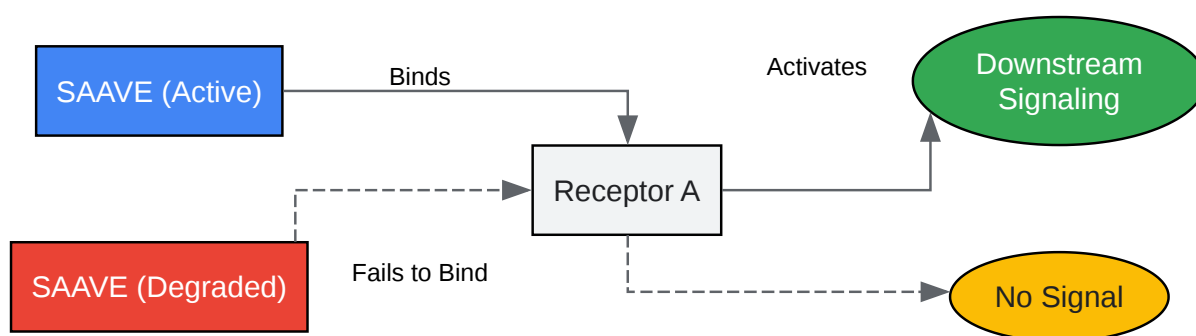 SAAVE (Active)
Binds
Activates
Downstream
Signaling
Receptor A
SAAVE (Degraded)
Fails to Bind
No Signal